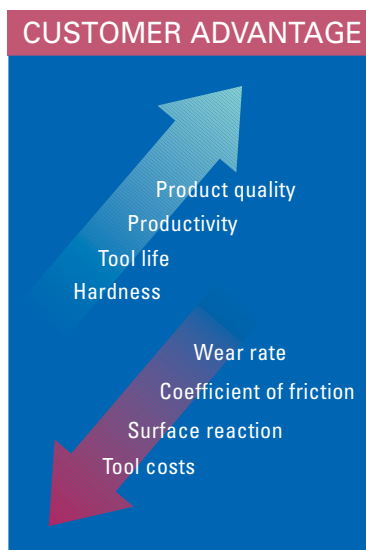 CUSTOMER ADVANTAGE
Product quality
Productivity
Tool life
Hardness
Wear rate
Coefficient of friction
Surface reaction
Tool costs